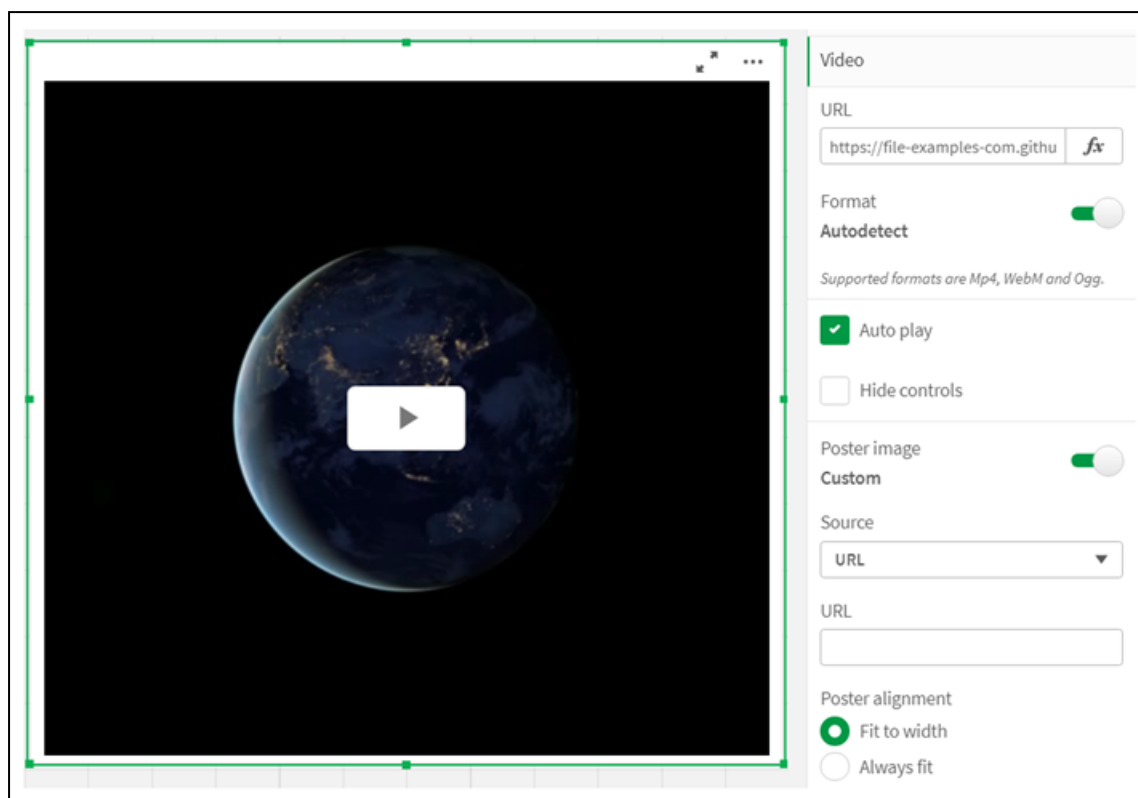 Video
URL
https://file-examples-com.githu
fx
Format
Autodetect
Supported formats are Mp4, WebM and Ogg.
Auto play
Hide controls
Poster image
Custom
Source
URL
URL
Poster alignment
Fit to width
Always fit